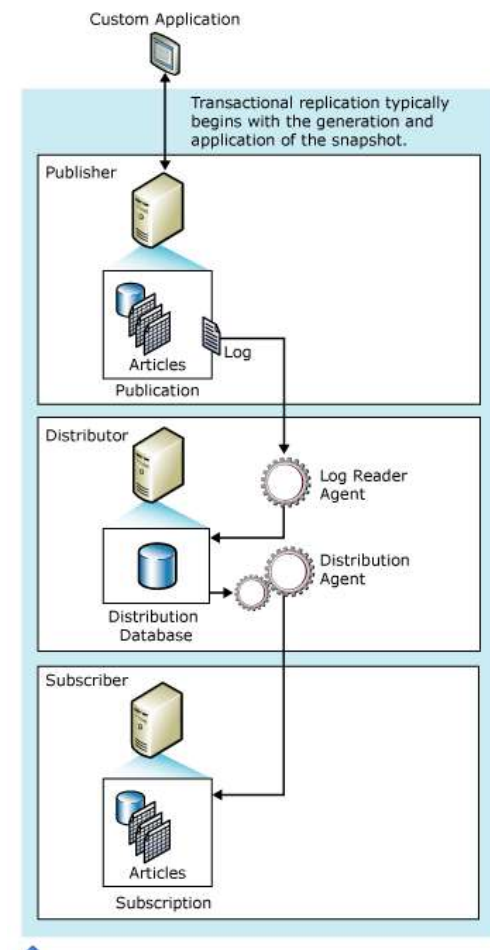 Custom Application
Transactional replication typically
begins with the generation and
application of the snapshot.
Publisher
Articles
Log
Publication
Distributor
Log Reader
Agent
Distribution
Agent
Distribution
Database
Subscriber
Articles
Subscription